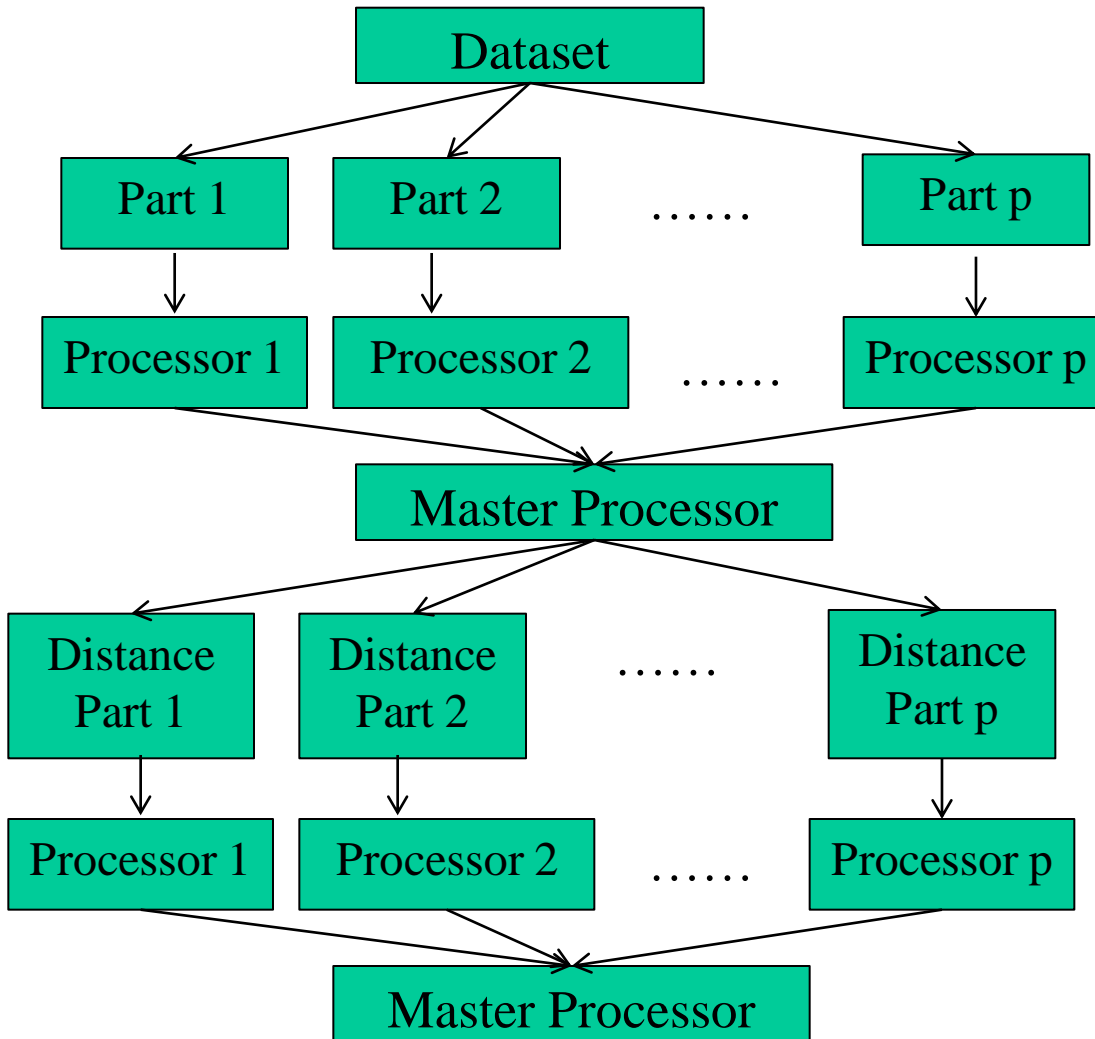 Dataset
Part 1
Part 2
……
Part p
Processor 1
Processor 2
……
Processor p
Master Processor
Distance
Part 1
Distance
Part 2
……
Distance
Part p
Processor 1
Processor 2
……
Processor p
Master Processor